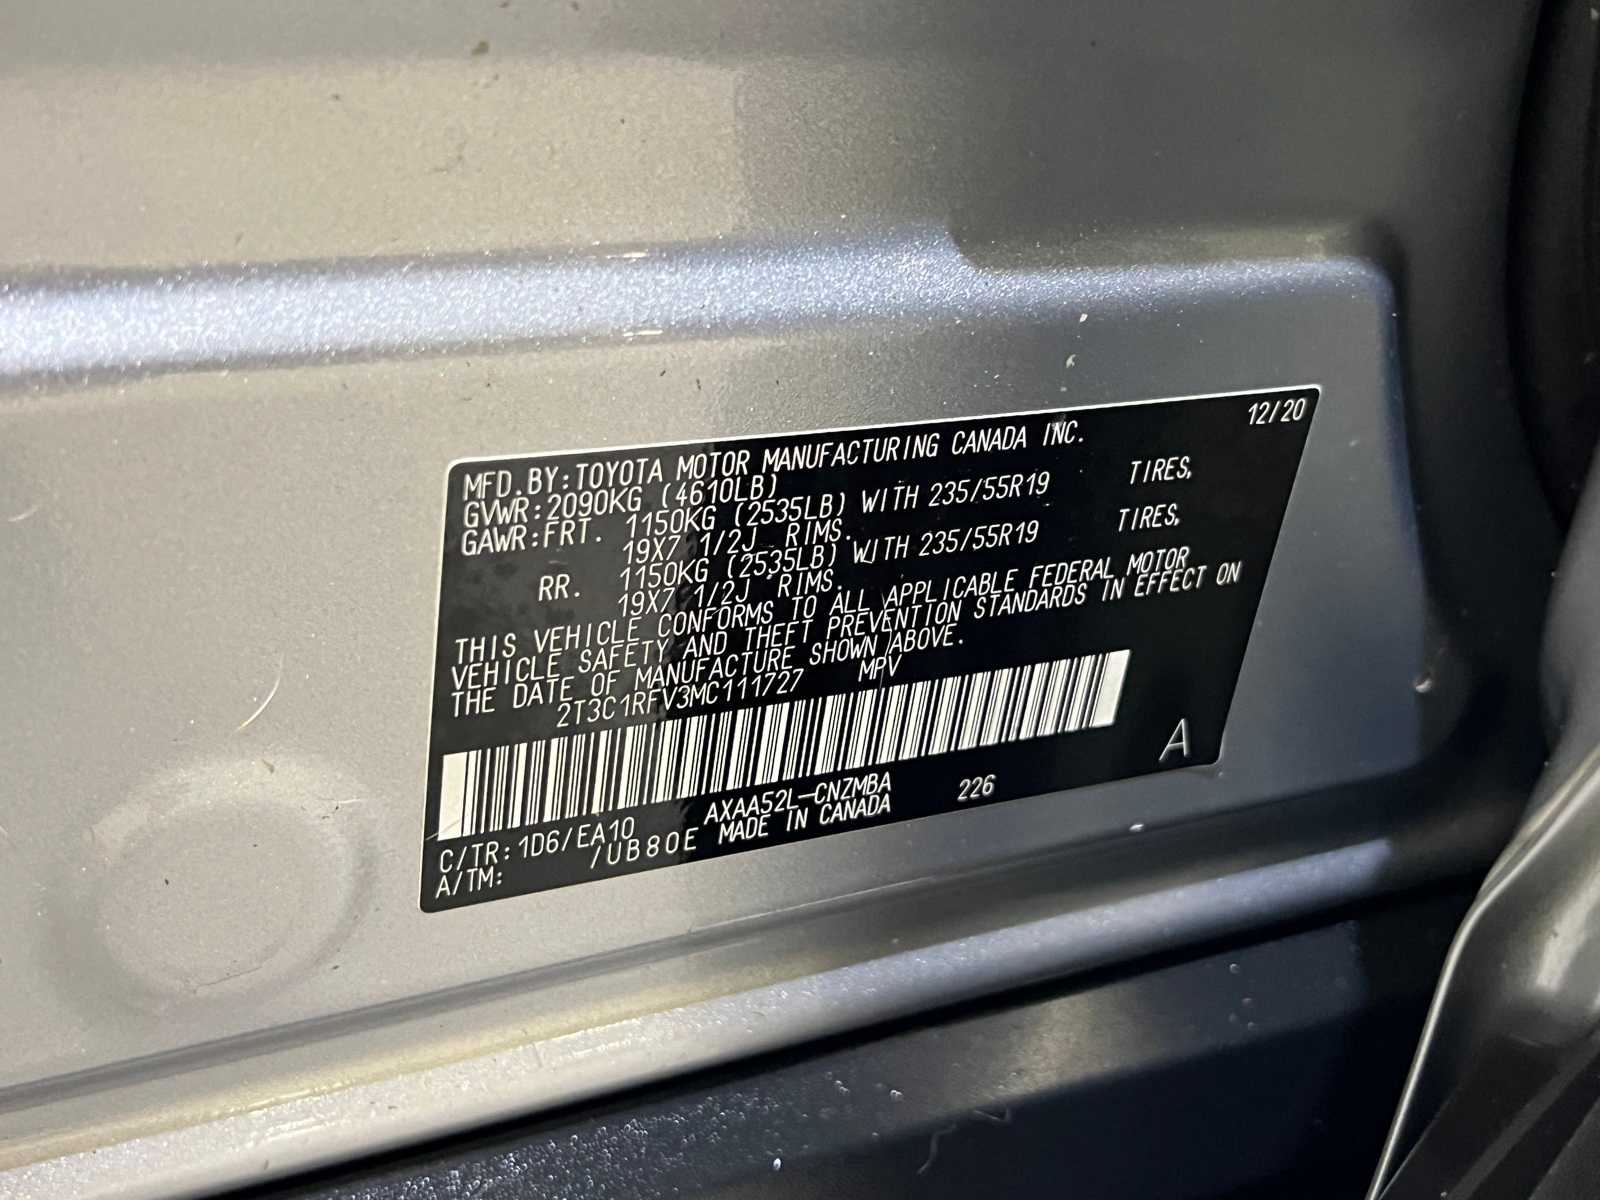 12/20
MFD.BY:TOYOTA MOTOR MANUFACTURING CANADA INC.
GVWR:2090KG (4610LB)
GAWR:FRT. 1150KG (2535LB) WITH 235/55R19 TIRES,
19X7 1/2J RIMS.
RR. 1150KG (2535LB) WITH 235/55R19 TIRES,
19X7 1/2J RIMS.
THIS VEHICLE CONFORMS TO ALL APPLICABLE FEDERAL MOTOR
VEHICLE SAFETY AND THEFT PREVENTION STANDARDS IN EFFECT ON
THE DATE OF MANUFACTURE SHOWN ABOVE.
2T3C1RFV3MC111727 MPV
A
C/TR:1D6/EA10 AXAA52L-CNZMBA 226
A/TM: /UB80E MADE IN CANADA